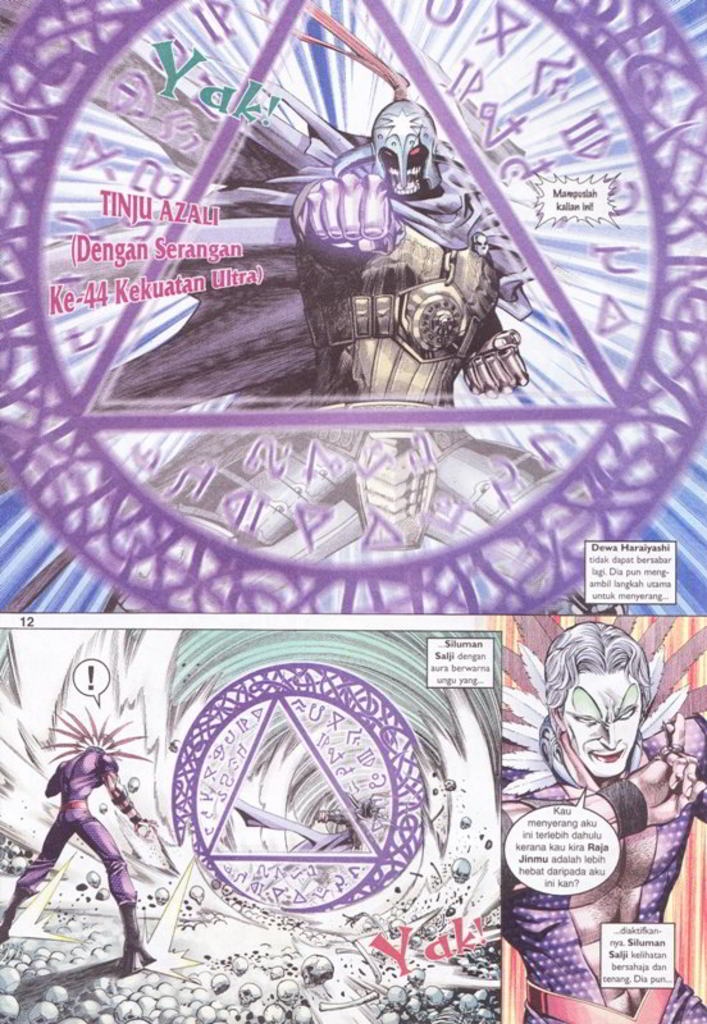 Yak!
TINJU AZALI
(Dengan Serangan
Ke-44 Kekuatan Ultra)
Mampuslah
kalian ini!
Dewa Haraiyashi
tidak dapat bersabar
lagi. Dia pun meng-
ambil langkah utama
untuk menyerang...
12
!
...Siluman
Salji dengan
aura berwarna
ungu yang...
Yak!
Kau
menyerang aku
ini terlebih dahulu
kerana kau kira Raja
Jinmu adalah lebih
hebat daripada aku
ini kan?
...diaktifkan-
nya. Siluman
Salji kelihatan
bersahaja dan
tenang. Dia pun...